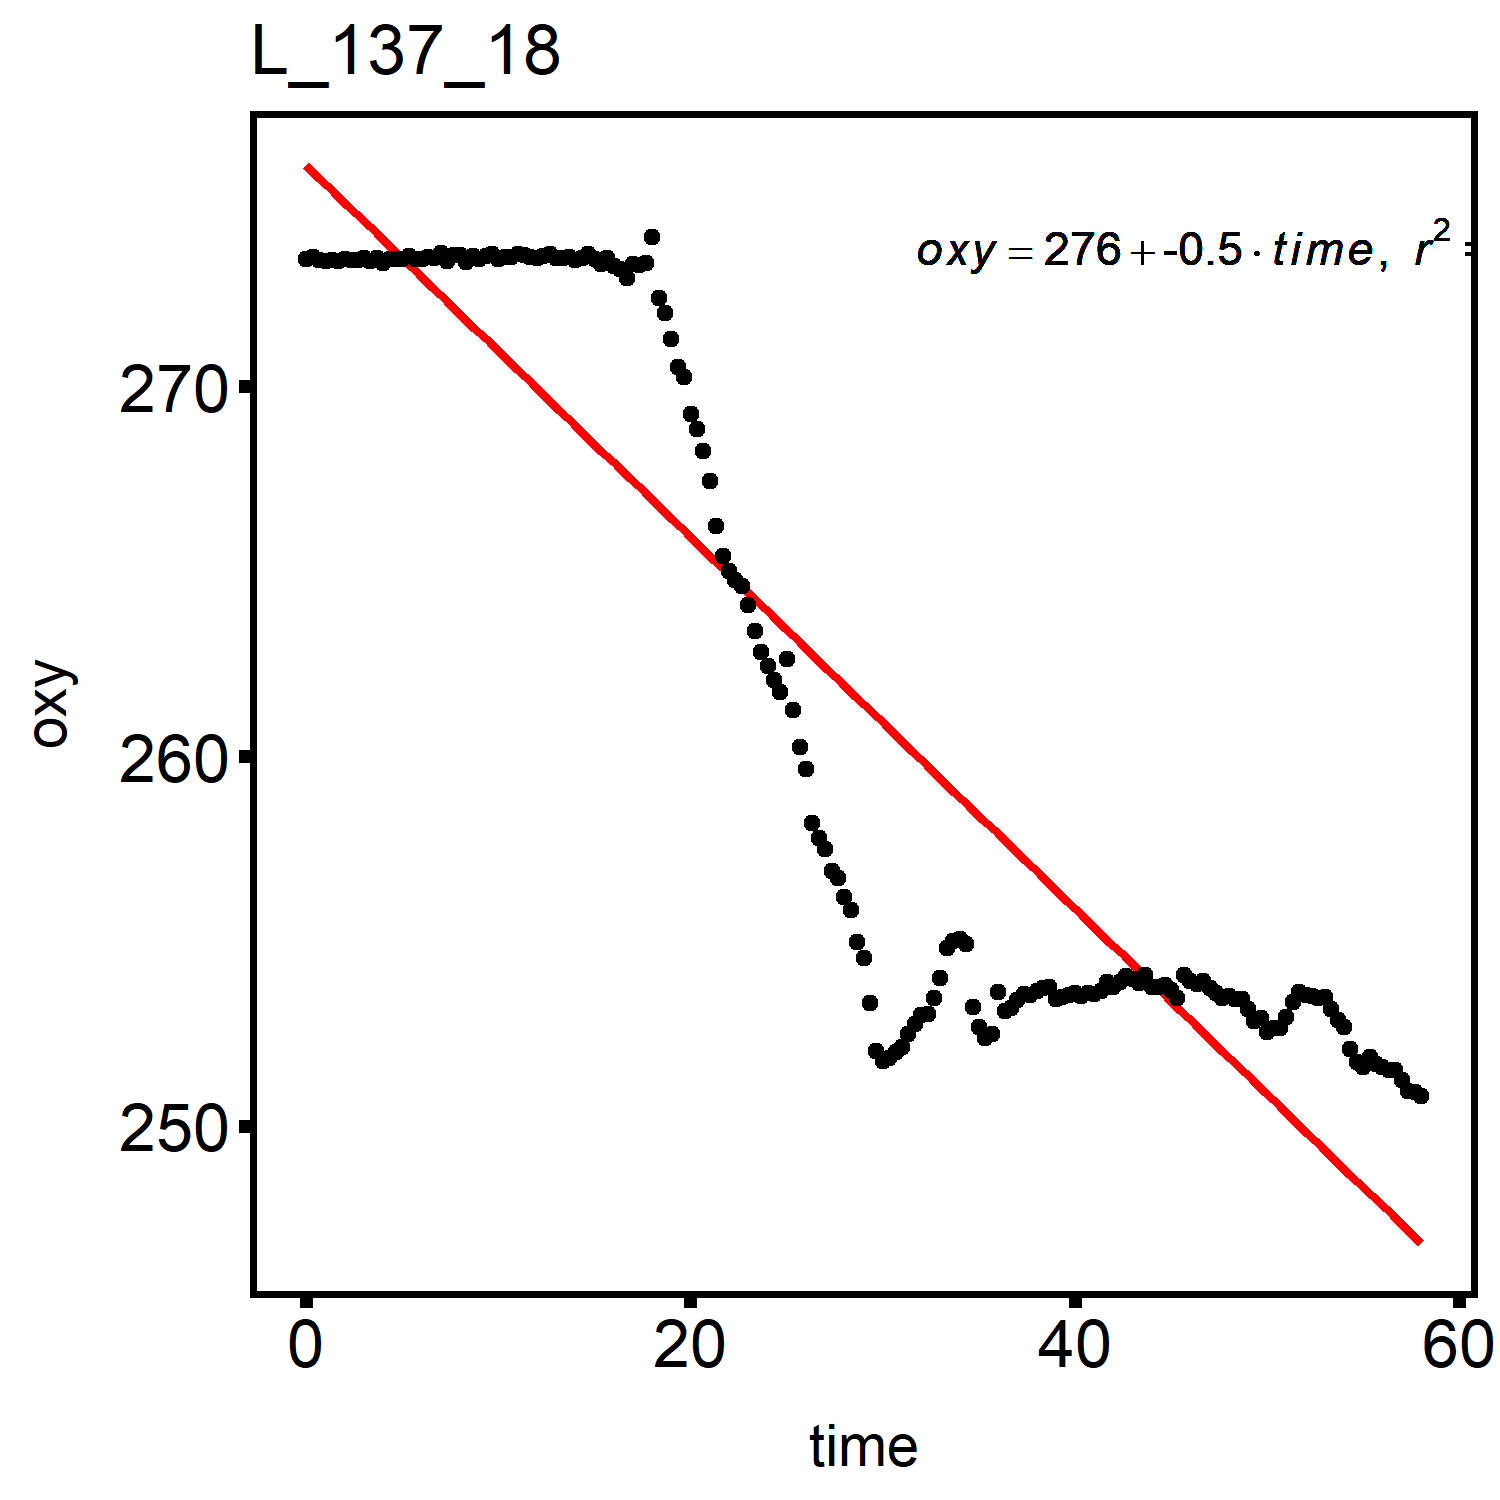 L_137_18
oxy = 276 + -0.5 · time, r² =
270
260
250
oxy
0 20 40 60
time